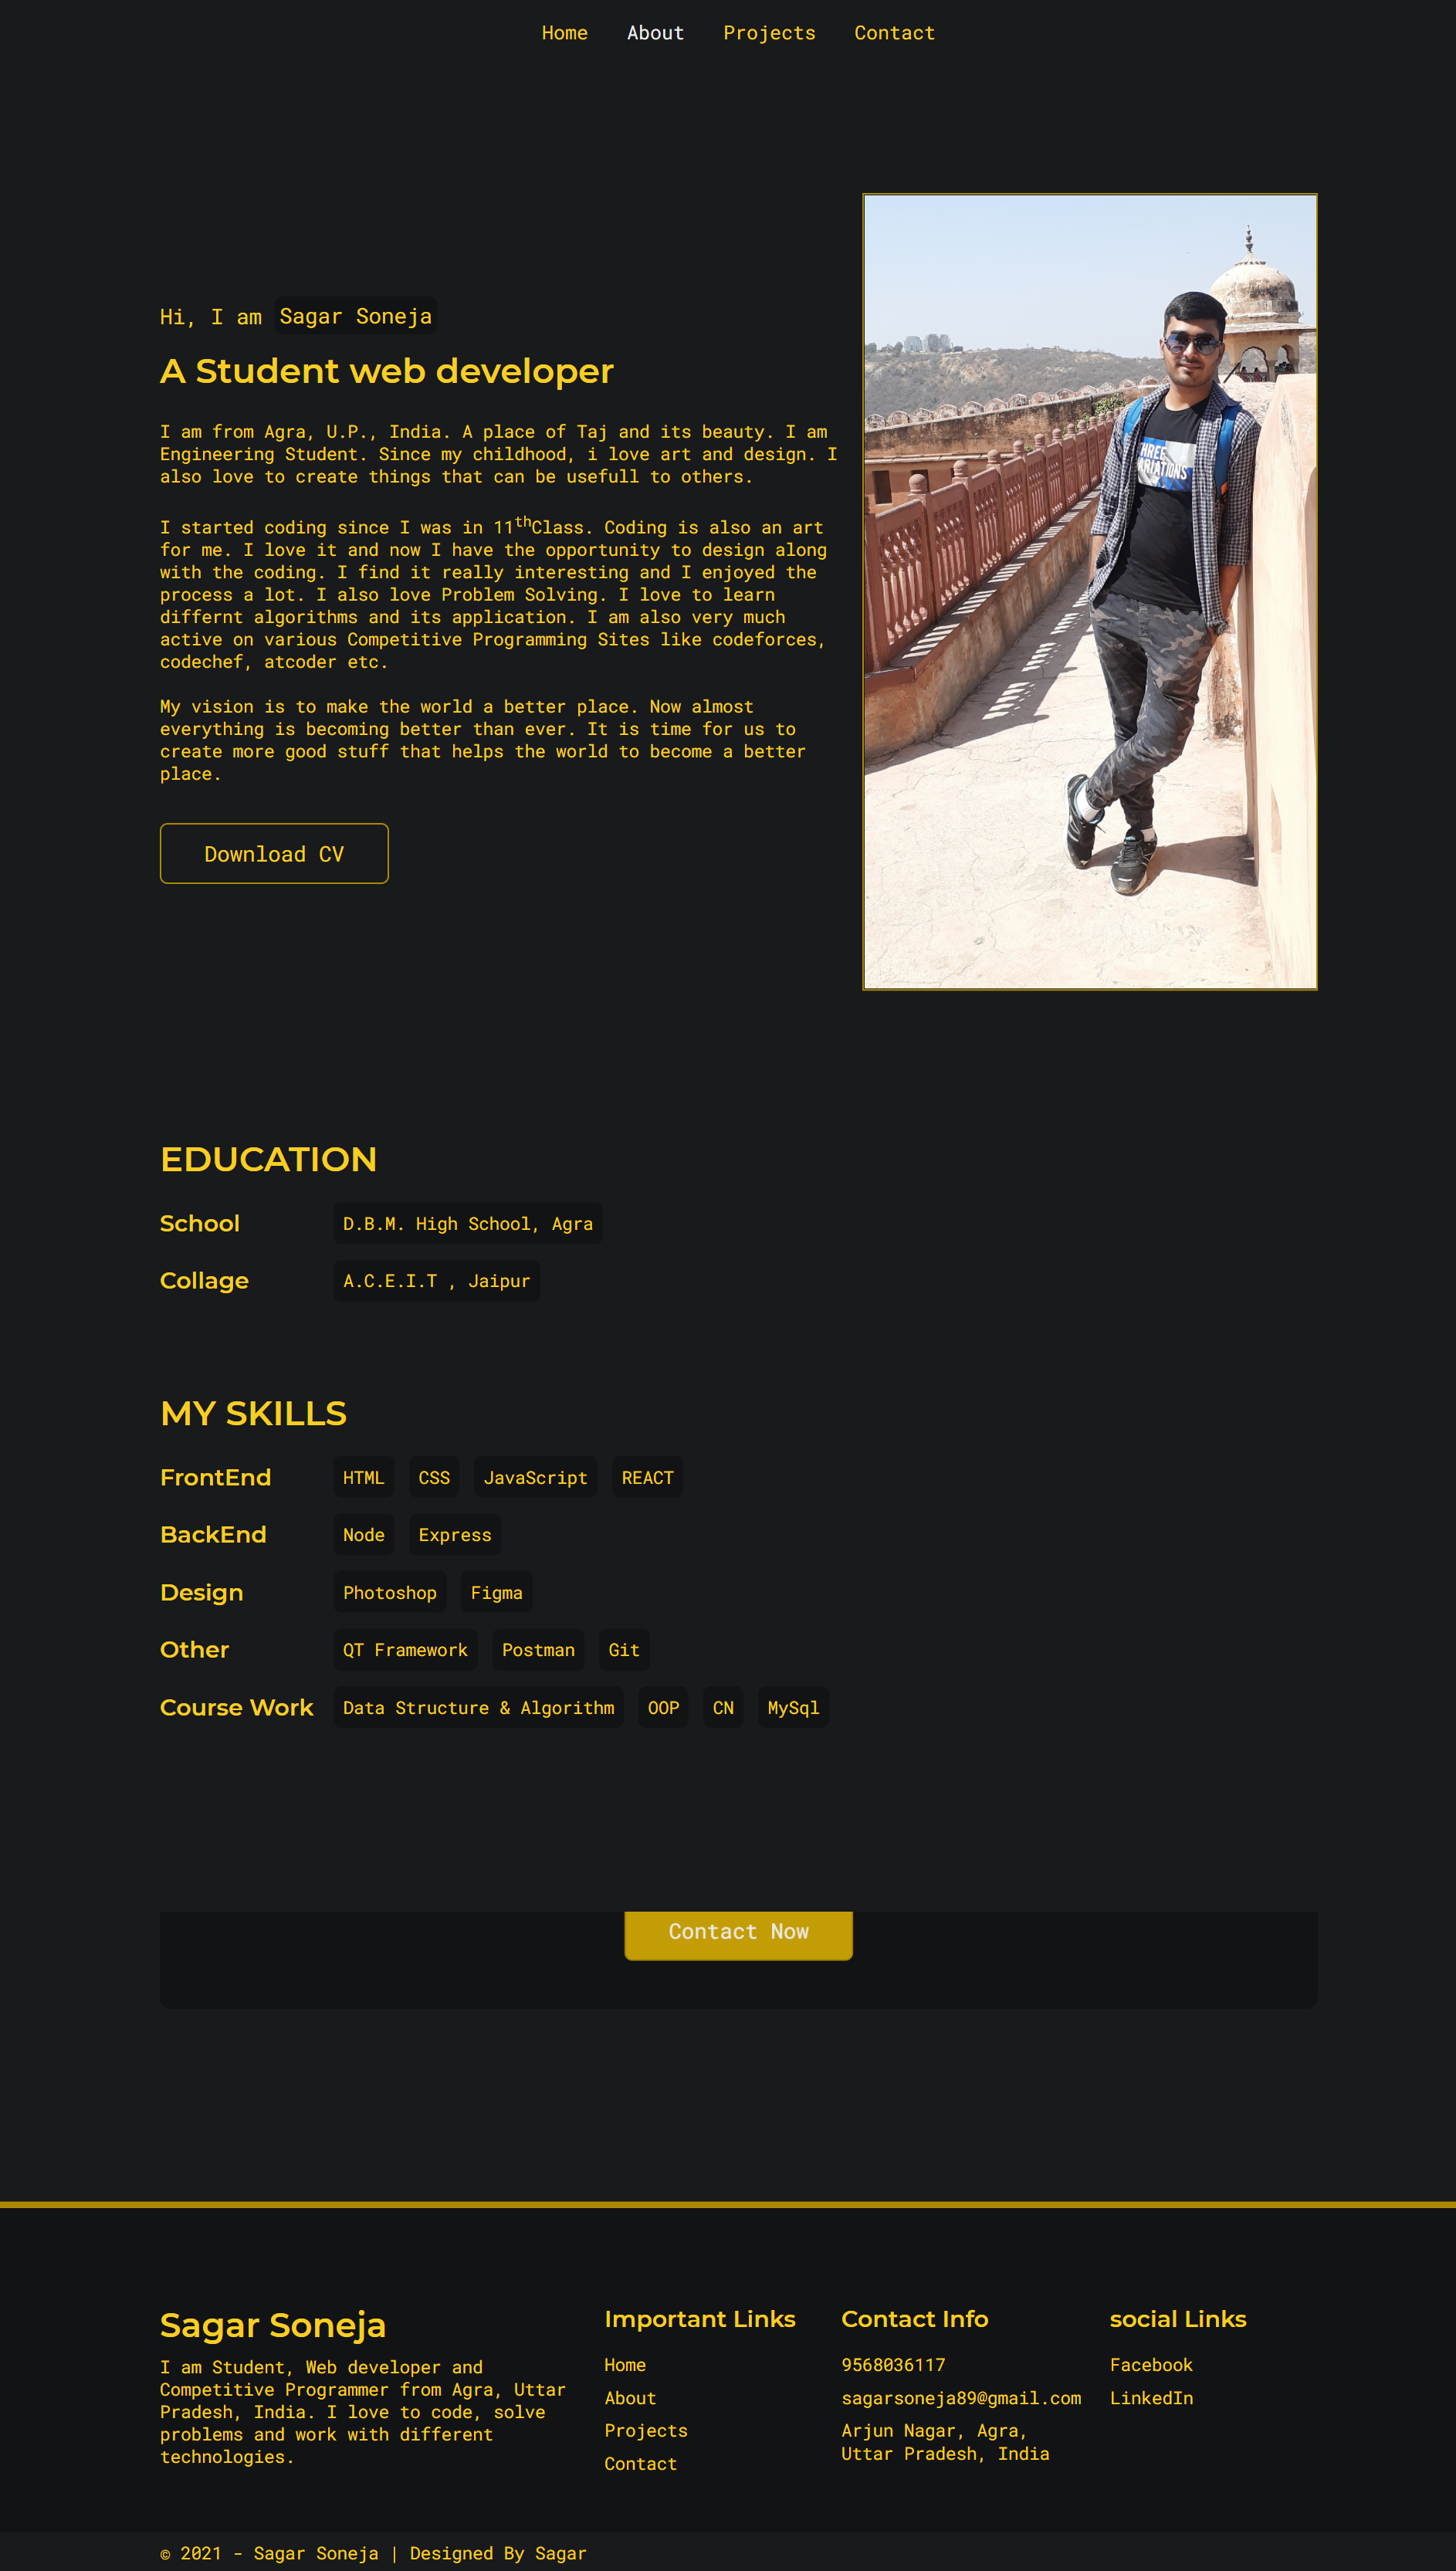 Home About Projects Contact
Hi, I am Sagar Soneja
A Student web developer
I am from Agra, U.P., India. A place of Taj and its beauty. I am
Engineering Student. Since my childhood, i love art and design. I
also love to create things that can be usefull to others.
I started coding since I was in 11thClass. Coding is also an art
for me. I love it and now I have the opportunity to design along
with the coding. I find it really interesting and I enjoyed the
process a lot. I also love Problem Solving. I love to learn
differnt algorithms and its application. I am also very much
active on various Competitive Programming Sites like codeforces,
codechef, atcoder etc.
My vision is to make the world a better place. Now almost
everything is becoming better than ever. It is time for us to
create more good stuff that helps the world to become a better
place.
Download CV
THREE
EDUCATION
School D.B.M. High School, Agra
Collage A.C.E.I.T , Jaipur
MY SKILLS
FrontEnd HTML CSS JavaScript REACT
BackEnd Node Express
Design Photoshop Figma
Other QT Framework Postman Git
Course Work Data Structure & Algorithm OOP CN MySql
Contact Now
Sagar Soneja
I am Student, Web developer and
Competitive Programmer from Agra, Uttar
Pradesh, India. I love to code, solve
problems and work with different
technologies.
Important Links
Home
About
Projects
Contact
Contact Info
9568036117
sagarsoneja89@gmail.com
Arjun Nagar, Agra,
Uttar Pradesh, India
social Links
Facebook
LinkedIn
© 2021 - Sagar Soneja | Designed By Sagar